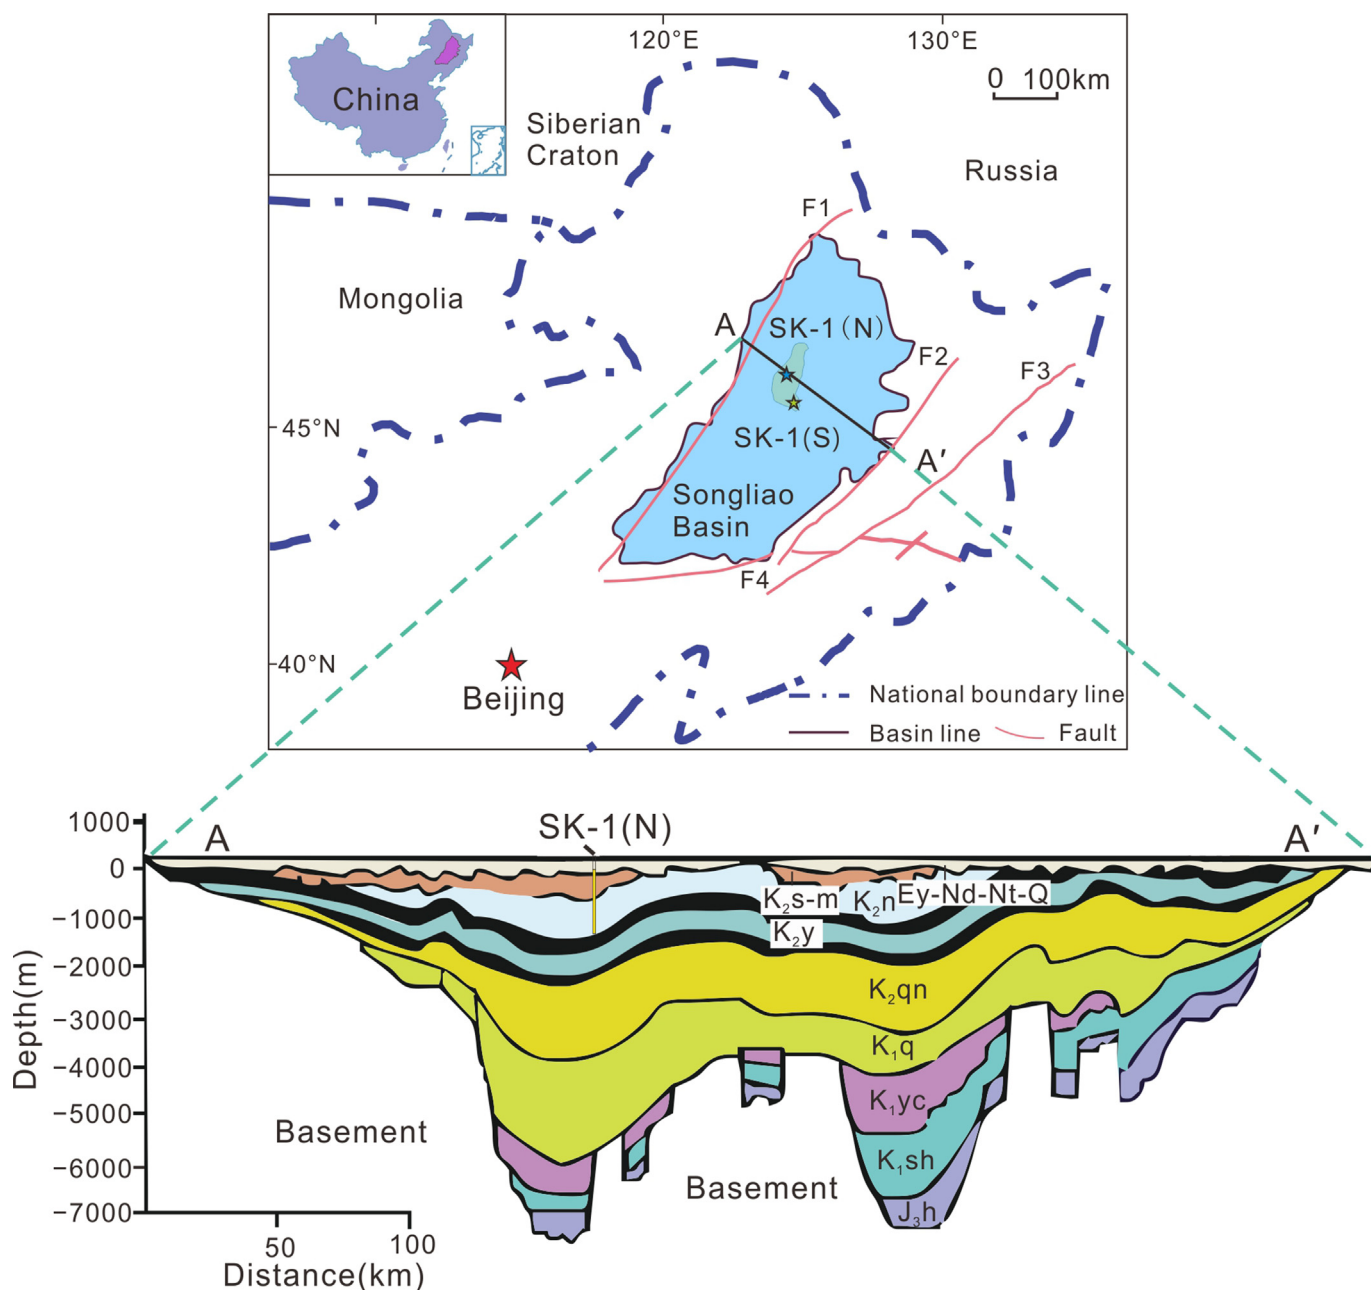 120°E
130°E
China
0 100km
Siberian
Craton
Russia
F1
Mongolia
A
SK-1(N)
F2
F3
45°N
SK-1(S)
A′
Songliao
Basin
F4
40°N
Beijing
National boundary line
Basin line
Fault
1000
A
SK-1(N)
A′
0
K₂s-m
K₂n
Ey-Nd-Nt-Q
−1000
K₂y
−2000
K₂qn
−3000
K₁q
−4000
K₁yc
−5000
Basement
K₁sh
−6000
Basement
−7000
J₃h
Depth(m)
50
100
Distance(km)